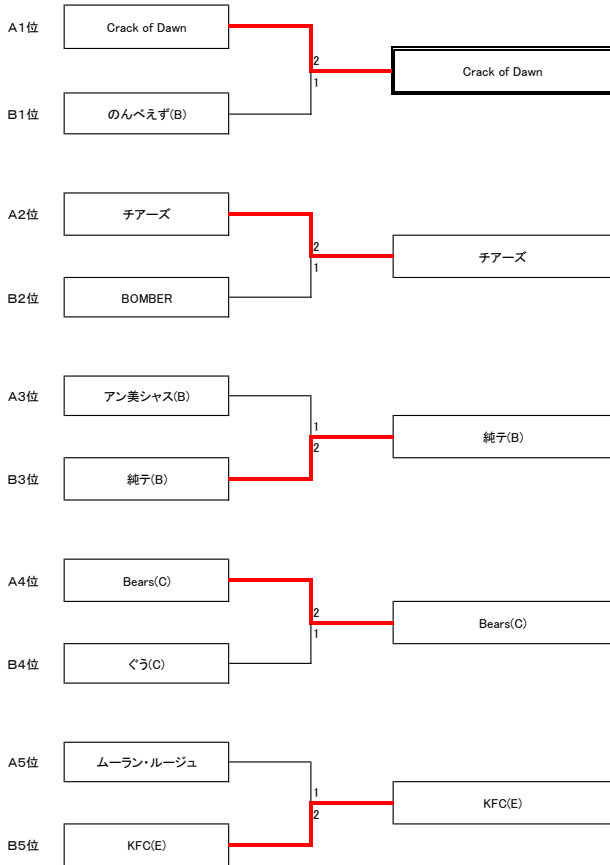 A1位 Crack of Dawn
2
Crack of Dawn
1
B1位 のんべえず(B)
A2位 チアーズ
2
チアーズ
1
B2位 BOMBER
A3位 アン美シャス(B)
1
純テ(B)
2
B3位 純テ(B)
A4位 Bears(C)
2
Bears(C)
1
B4位 ぐう(C)
A5位 ムーラン・ルージュ
1
KFC(E)
2
B5位 KFC(E)